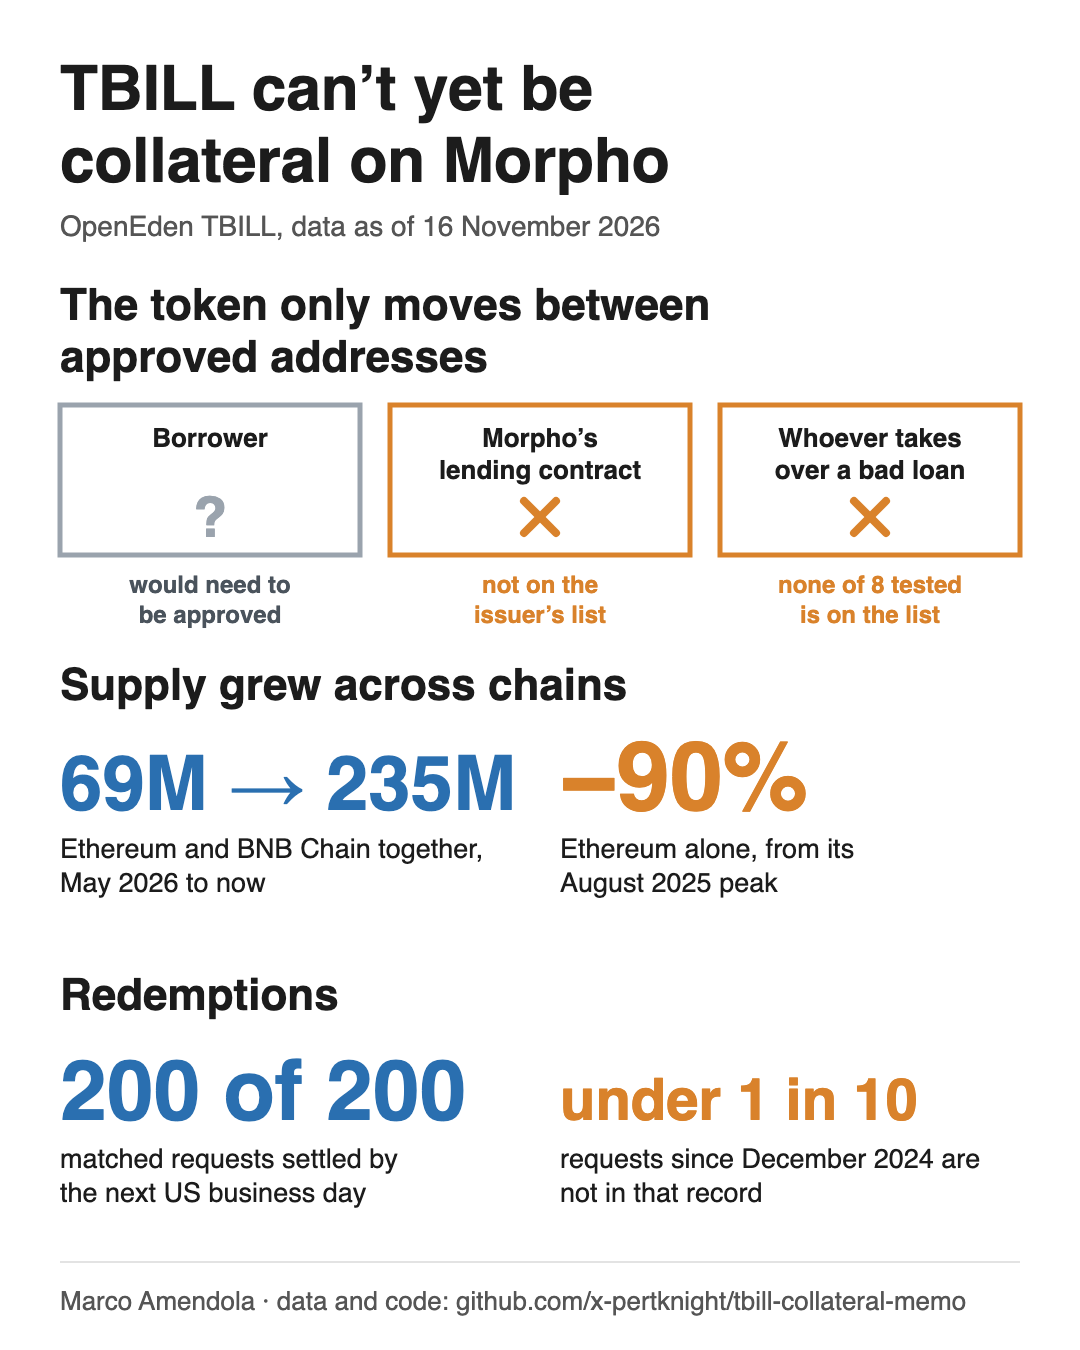 TBILL can’t yet be
collateral on Morpho
OpenEden TBILL, data as of 16 November 2026
The token only moves between
approved addresses
Borrower
?
would need to
be approved
Morpho’s
lending contract
not on the
issuer’s list
Whoever takes
over a bad loan
none of 8 tested
is on the list
Supply grew across chains
69M → 235M
Ethereum and BNB Chain together,
May 2026 to now
–90%
Ethereum alone, from its
August 2025 peak
Redemptions
200 of 200
matched requests settled by
the next US business day
under 1 in 10
requests since December 2024 are
not in that record
Marco Amendola · data and code: github.com/x-pertknight/tbill-collateral-memo